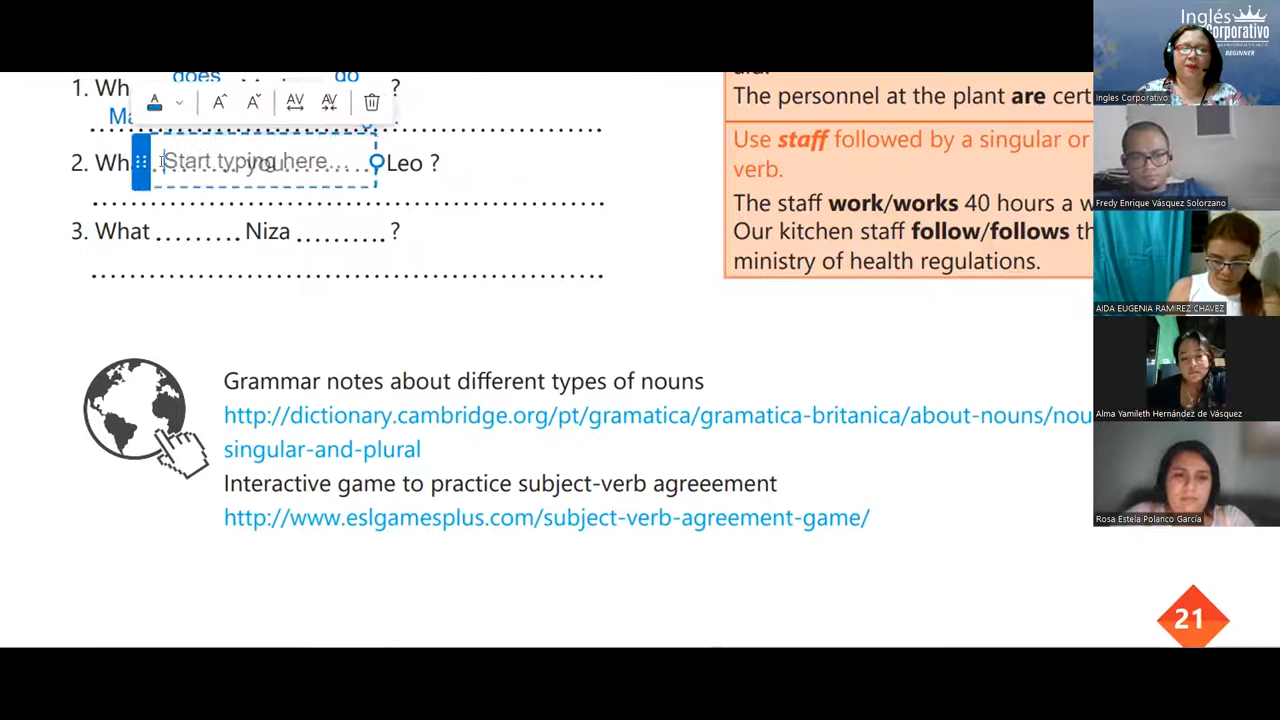 does do
1. Wh ?
Ma
2. Wh Start typing here... you Leo ?
3. What ......... Niza .......... ?
Grammar notes about different types of nouns
http://dictionary.cambridge.org/pt/gramatica/gramatica-britanica/about-nouns/nou
singular-and-plural
Interactive game to practice subject-verb agreeement
http://www.eslgamesplus.com/subject-verb-agreement-game/
The personnel at the plant are cert
Use staff followed by a singular or
verb.
The staff work/works 40 hours a w
Our kitchen staff follow/follows th
ministry of health regulations.
21
Inglés
Corporativo
BEGINNER
Ingles Corporativo
Fredy Enrique Vásquez Solorzano
AIDA EUGENIA RAMIREZ CHAVEZ
Alma Yamileth Hernández de Vásquez
Rosa Estela Polanco García